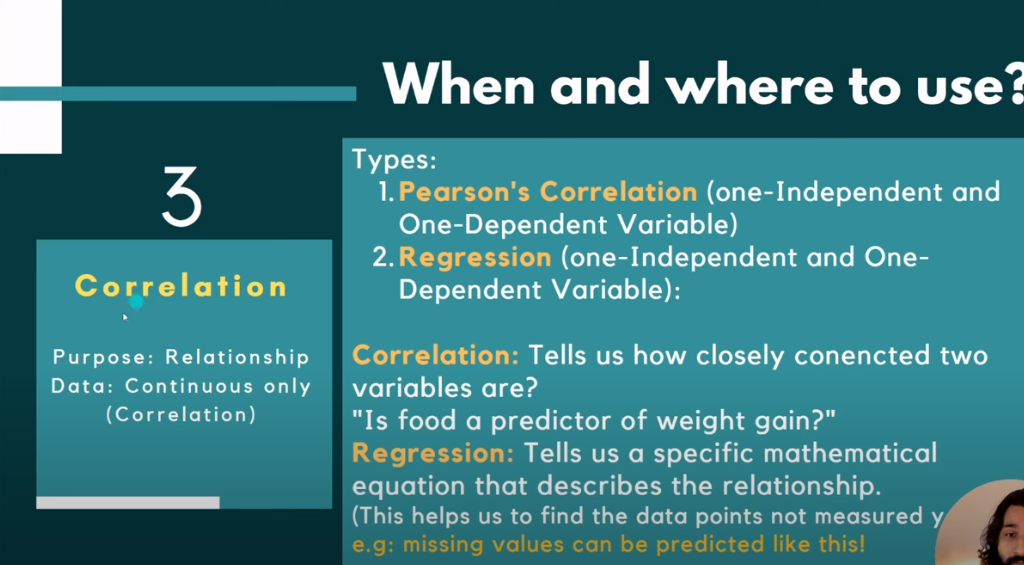 When and where to use?
3
Correlation
Purpose: Relationship
Data: Continuous only
(Correlation)
Types:
1. Pearson's Correlation (one-Independent and
One-Dependent Variable)
2. Regression (one-Independent and One-
Dependent Variable):
Correlation: Tells us how closely conencted two
variables are?
"Is food a predictor of weight gain?"
Regression: Tells us a specific mathematical
equation that describes the relationship.
(This helps us to find the data points not measured
e.g: missing values can be predicted like this!